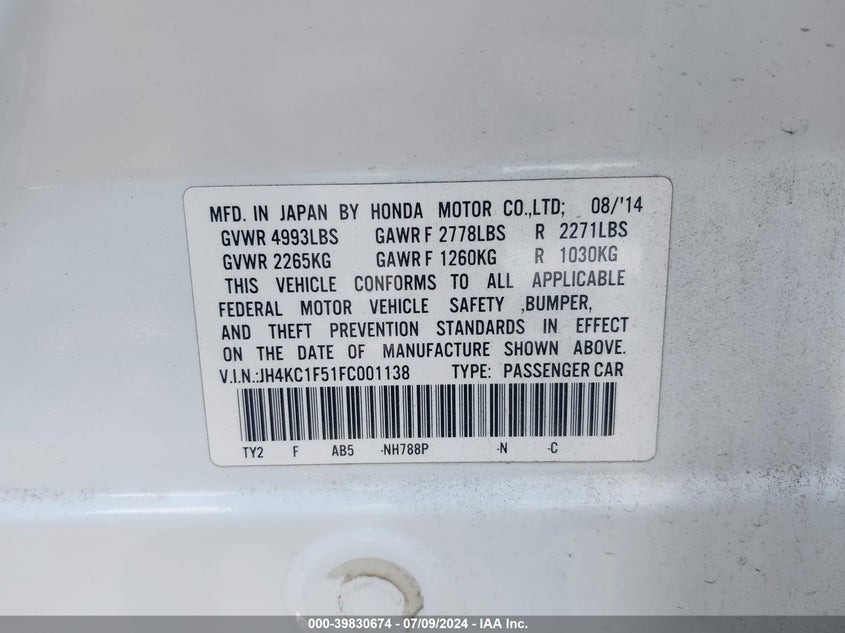 MFD. IN JAPAN BY HONDA MOTOR CO.,LTD; 08/'14
GVWR 4993LBS GAWR F 2778LBS R 2271LBS
GVWR 2265KG GAWR F 1260KG R 1030KG
THIS VEHICLE CONFORMS TO ALL APPLICABLE
FEDERAL MOTOR VEHICLE SAFETY ,BUMPER,
AND THEFT PREVENTION STANDARDS IN EFFECT
ON THE DATE OF MANUFACTURE SHOWN ABOVE.
V.I.N.:JH4KC1F51FC001138 TYPE: PASSENGER CAR
TY2 F AB5 -NH788P -N -C
000-39830674 / 07/09/2024 - IAA Inc.